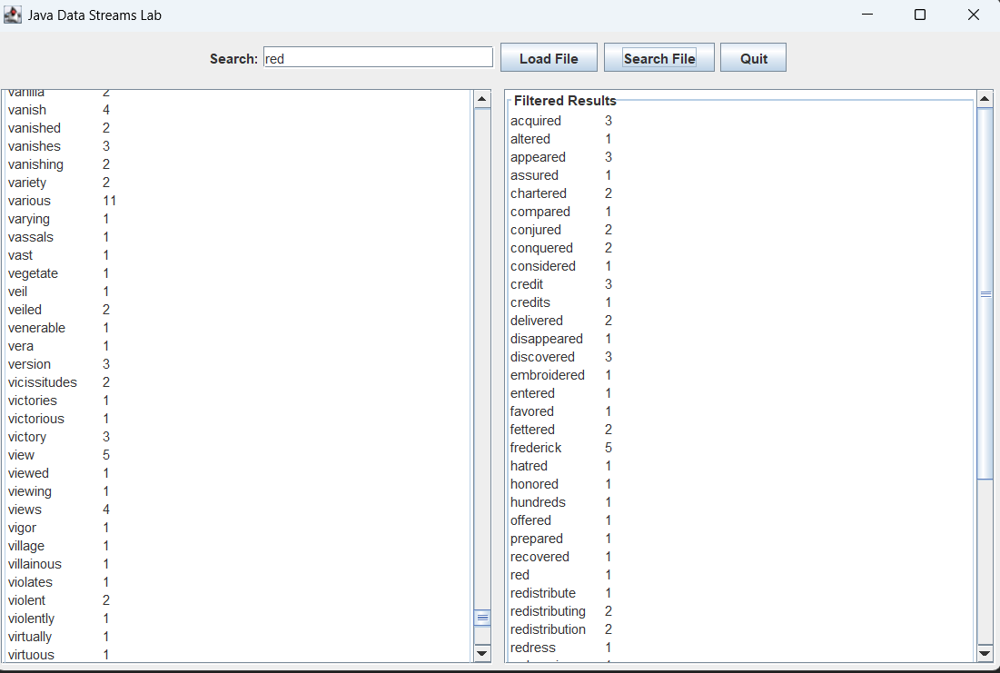 Java Data Streams Lab
Search: red Load File Search File Quit
vanilla 2
vanish 4
vanished 2
vanishes 3
vanishing 2
variety 2
various 11
varying 1
vassals 1
vast 1
vegetate 1
veil 1
veiled 2
venerable 1
vera 1
version 3
vicissitudes 2
victories 1
victorious 1
victory 3
view 5
viewed 1
viewing 1
views 4
vigor 1
village 1
villainous 1
violates 1
violent 2
violently 1
virtually 1
virtuous 1
Filtered Results
acquired 3
altered 1
appeared 3
assured 1
chartered 2
compared 1
conjured 2
conquered 2
considered 1
credit 3
credits 1
delivered 2
disappeared 1
discovered 3
embroidered 1
entered 1
favored 1
fettered 2
frederick 5
hatred 1
honored 1
hundreds 1
offered 1
prepared 1
recovered 1
red 1
redistribute 1
redistributing 2
redistribution 2
redress 1